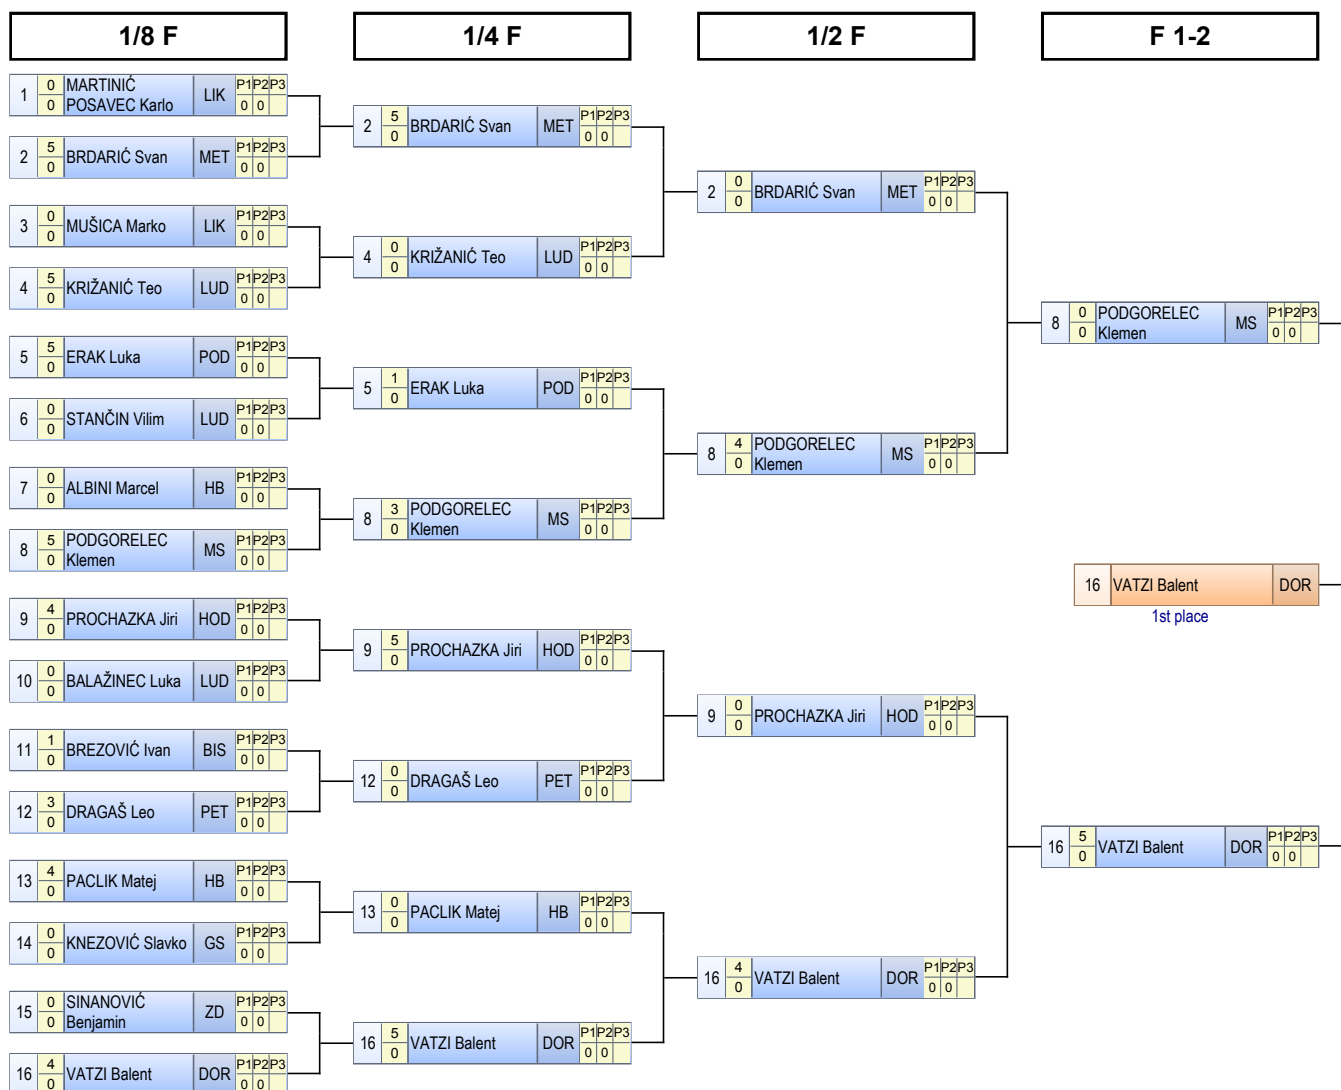 1/8 F
1/4 F
1/2 F
F 1-2
1 0 MARTINIĆ LIK P1 P2 P3
0 POSAVEC Karlo 0 0
2 5 BRDARIĆ Svan MET P1 P2 P3
0 0 0
3 0 MUŠICA Marko LIK P1 P2 P3
0 0 0
4 5 KRIŽANIĆ Teo LUD P1 P2 P3
0 0 0
5 5 ERAK Luka POD P1 P2 P3
0 0 0
6 0 STANČIN Vilim LUD P1 P2 P3
0 0 0
7 0 ALBINI Marcel HB P1 P2 P3
0 0 0
8 5 PODGORELEC MS P1 P2 P3
0 Klemen 0 0
9 4 PROCHAZKA Jiri HOD P1 P2 P3
0 0 0
10 0 BALAŽINEC Luka LUD P1 P2 P3
0 0 0
11 1 BREZOVIĆ Ivan BIS P1 P2 P3
0 0 0
12 3 DRAGAŠ Leo PET P1 P2 P3
0 0 0
13 4 PACLIK Matej HB P1 P2 P3
0 0 0
14 0 KNEZOVIĆ Slavko GS P1 P2 P3
0 0 0
15 0 SINANOVIĆ ZD P1 P2 P3
0 Benjamin 0 0
16 4 VATZI Balent DOR P1 P2 P3
0 0 0
2 5 BRDARIĆ Svan MET P1 P2 P3
0 0 0
4 0 KRIŽANIĆ Teo LUD P1 P2 P3
0 0 0
5 1 ERAK Luka POD P1 P2 P3
0 0 0
8 3 PODGORELEC MS P1 P2 P3
0 Klemen 0 0
9 5 PROCHAZKA Jiri HOD P1 P2 P3
0 0 0
12 0 DRAGAŠ Leo PET P1 P2 P3
0 0 0
13 0 PACLIK Matej HB P1 P2 P3
0 0 0
16 5 VATZI Balent DOR P1 P2 P3
0 0 0
2 0 BRDARIĆ Svan MET P1 P2 P3
0 0 0
8 4 PODGORELEC MS P1 P2 P3
0 Klemen 0 0
9 0 PROCHAZKA Jiri HOD P1 P2 P3
0 0 0
16 4 VATZI Balent DOR P1 P2 P3
0 0 0
8 0 PODGORELEC MS P1 P2 P3
0 Klemen 0 0
16 VATZI Balent DOR
1st place
16 5 VATZI Balent DOR P1 P2 P3
0 0 0